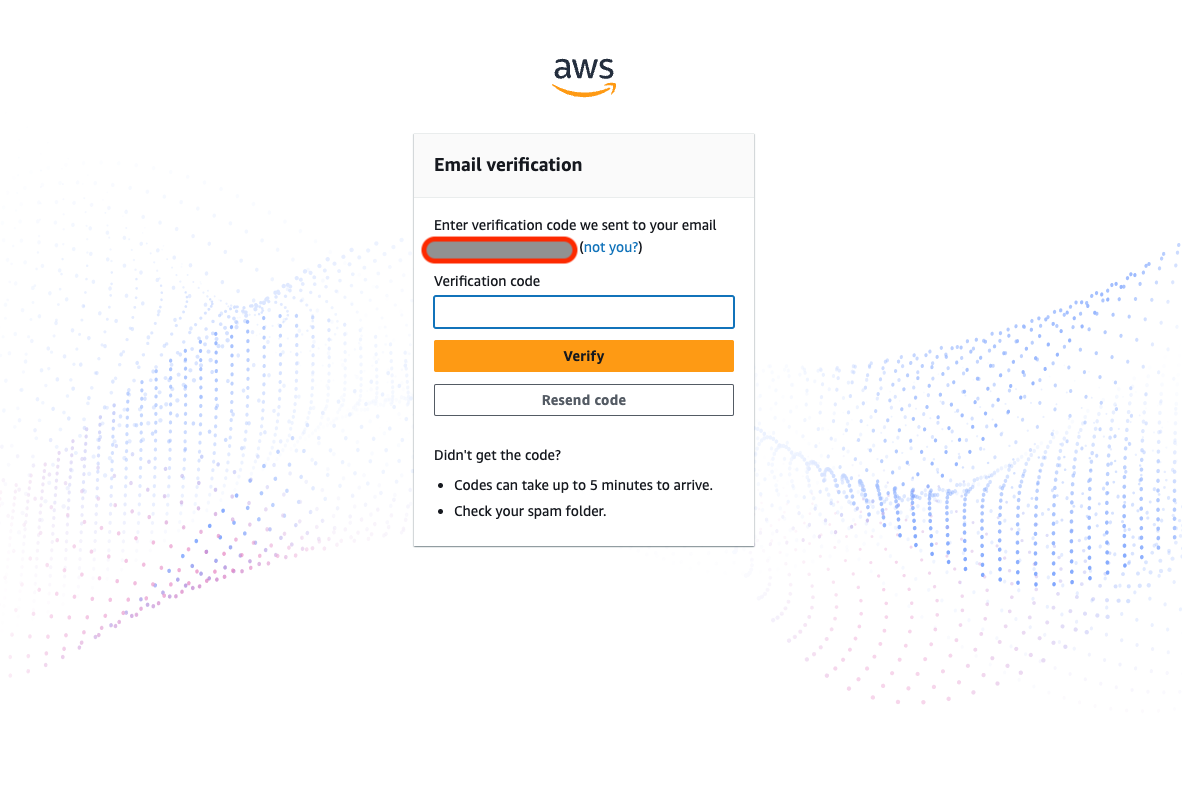 aws
Email verification
Enter verification code we sent to your email
(not you?)
Verification code
Verify
Resend code
Didn't get the code?
• Codes can take up to 5 minutes to arrive.
• Check your spam folder.